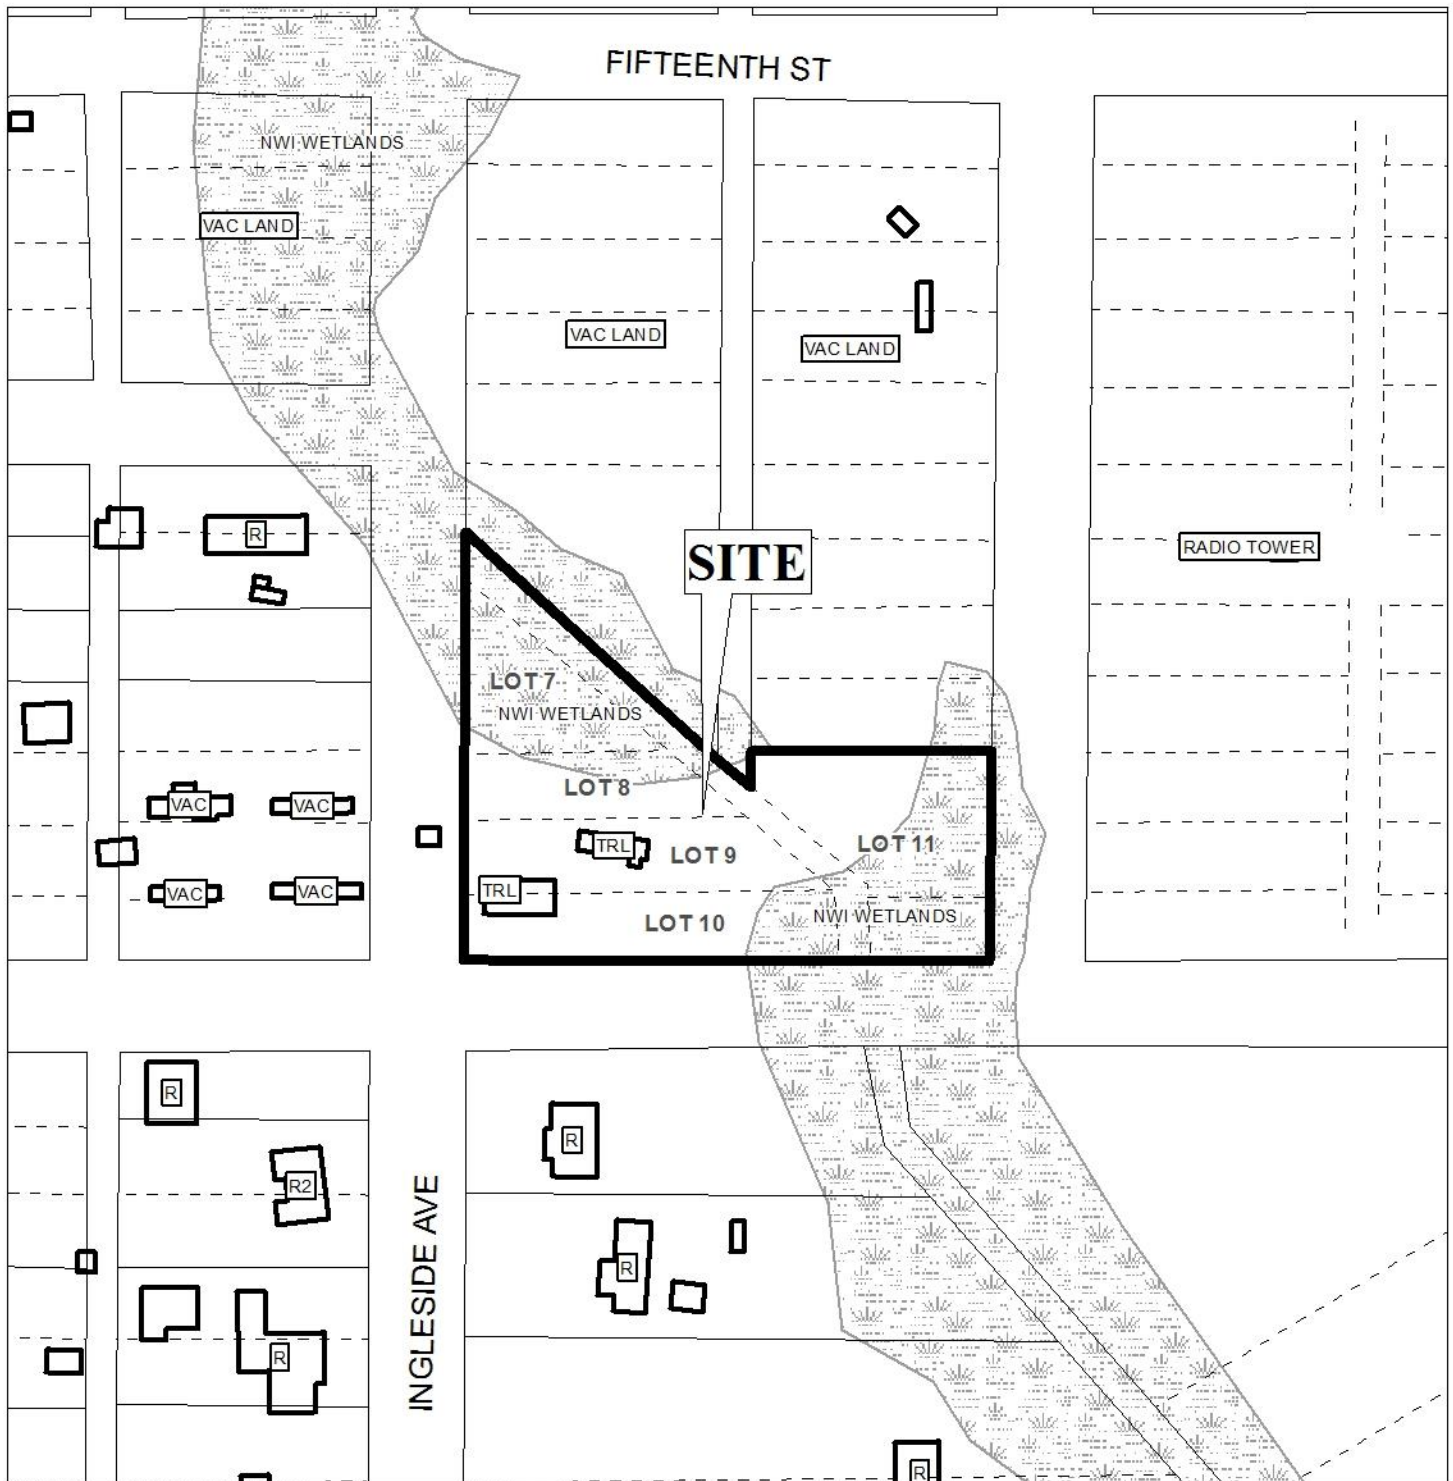 FIFTEENTH ST
NWI WETLANDS
VAC LAND
VAC LAND
VAC LAND
R
SITE
RADIO TOWER
LOT 7
NWI WETLANDS
LOT 8
VAC
VAC
TRL
LOT 9
LOT 11
VAC
VAC
TRL
LOT 10
NWI WETLANDS
R
R
R2
INGLESIDE AVE
R
R
R